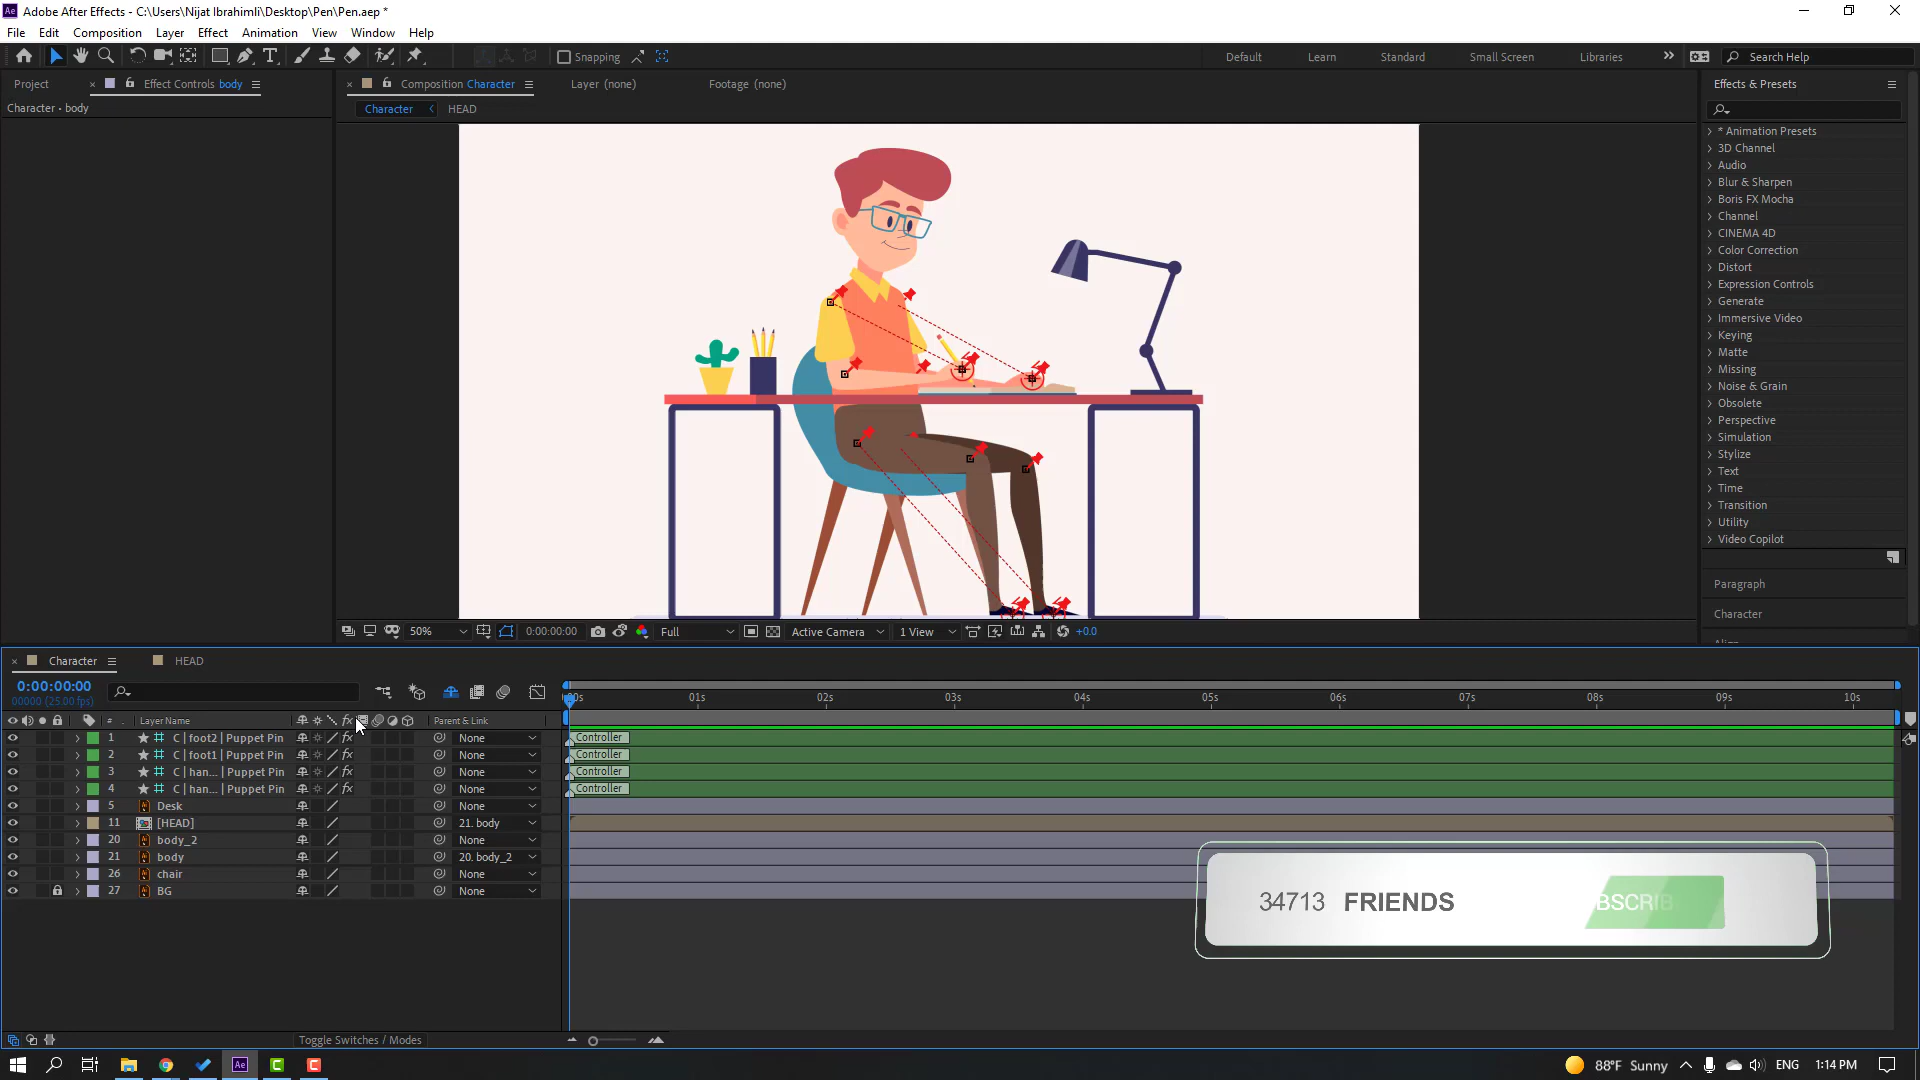 Adobe After Effects - C:\Users\Nijat Ibrahimli\Desktop\Pen\Pen.aep *
File Edit Composition Layer Effect Animation View Window Help
Snapping
Default Learn Standard Small Screen Libraries
Search Help
Project
Effect Controls body
Character • body
Composition Character
Layer (none)
Footage (none)
Character HEAD
Effects & Presets
* Animation Presets
3D Channel
Audio
Blur & Sharpen
Boris FX Mocha
Channel
CINEMA 4D
Color Correction
Distort
Expression Controls
Generate
Immersive Video
Keying
Matte
Missing
Noise & Grain
Obsolete
Perspective
Simulation
Stylize
Text
Time
Transition
Utility
Video Copilot
Paragraph
Character
50% 0:00:00:00 Full Active Camera 1 View +0.0
Character HEAD
0:00:00:00
00000 (25.00 fps)
# Layer Name Parent & Link
01s 02s 03s 04s 05s 06s 07s 08s 09s 10s
1 C | foot2 | Puppet Pin None Controller
2 C | foot1 | Puppet Pin None Controller
3 C | han... | Puppet Pin None Controller
4 C | han... | Puppet Pin None Controller
5 Desk None
11 [HEAD] 21. body
20 body_2 None
21 body 20. body_2
26 chair None
27 BG None
34713 FRIENDS
BSCRIB
Toggle Switches / Modes
88°F Sunny ENG 1:14 PM